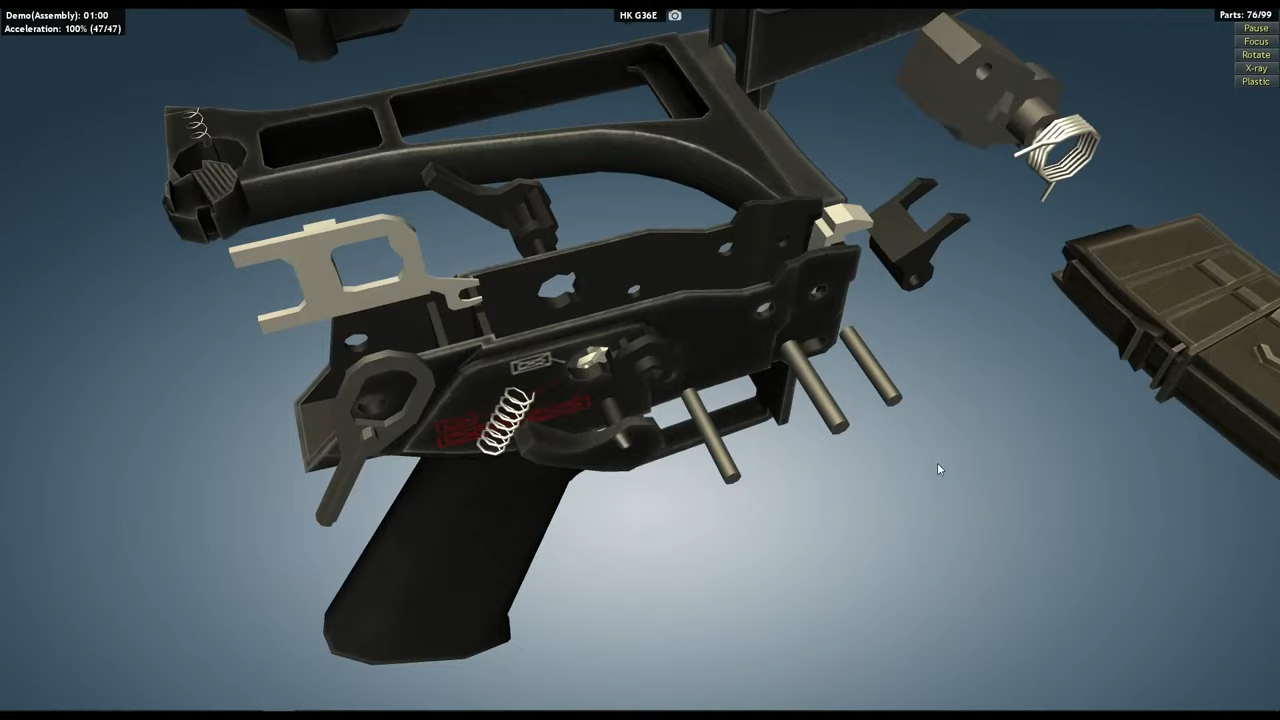 Demo(Assembly): 01:00
Acceleration: 100% (47/47)
HK G36E
Parts: 76/99
Pause
Focus
Rotate
X-ray
Plastic